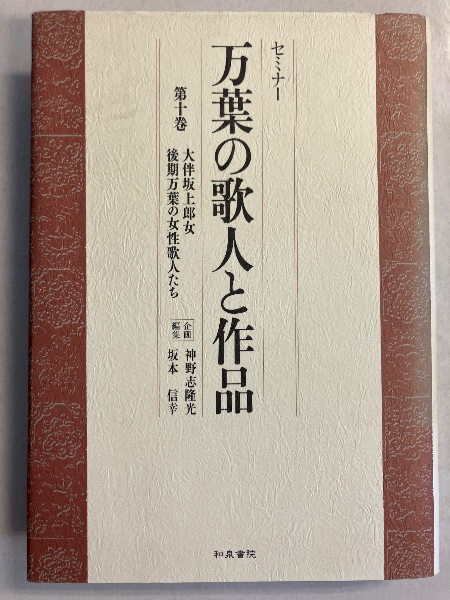 セミナー
万葉の歌人と作品
第十巻
大伴坂上郎女
後期万葉の女性歌人たち
企画
編集
神野志隆光
坂本 信幸
和泉書院